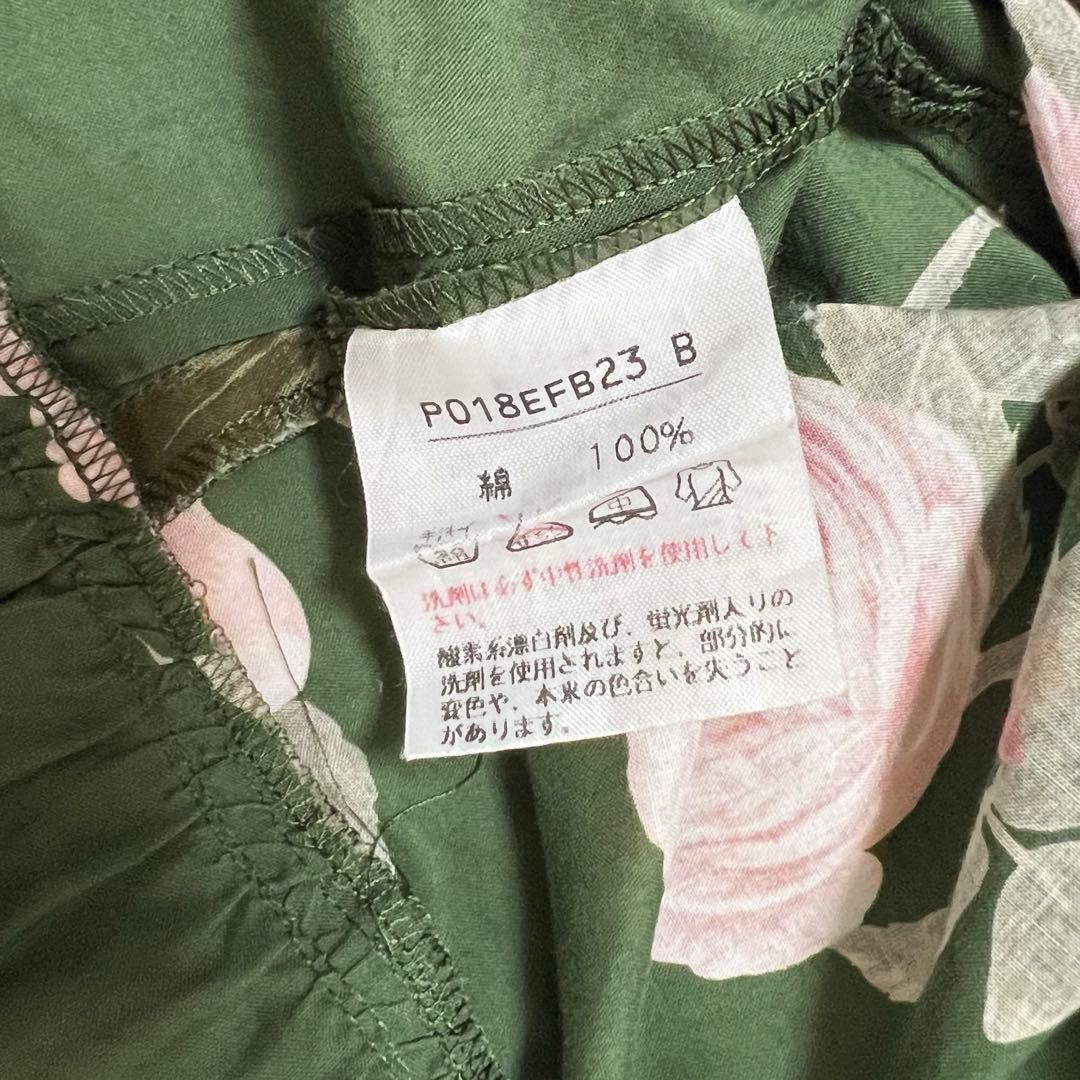 P018EFB23 B
綿 100%
中
洗剤は必ず中性洗剤を使用して下
さい。
酸素系漂白剤及び、蛍光剤入りの
洗剤を使用されますと、部分的に
変色や、本来の色合いを失うこと
があります。